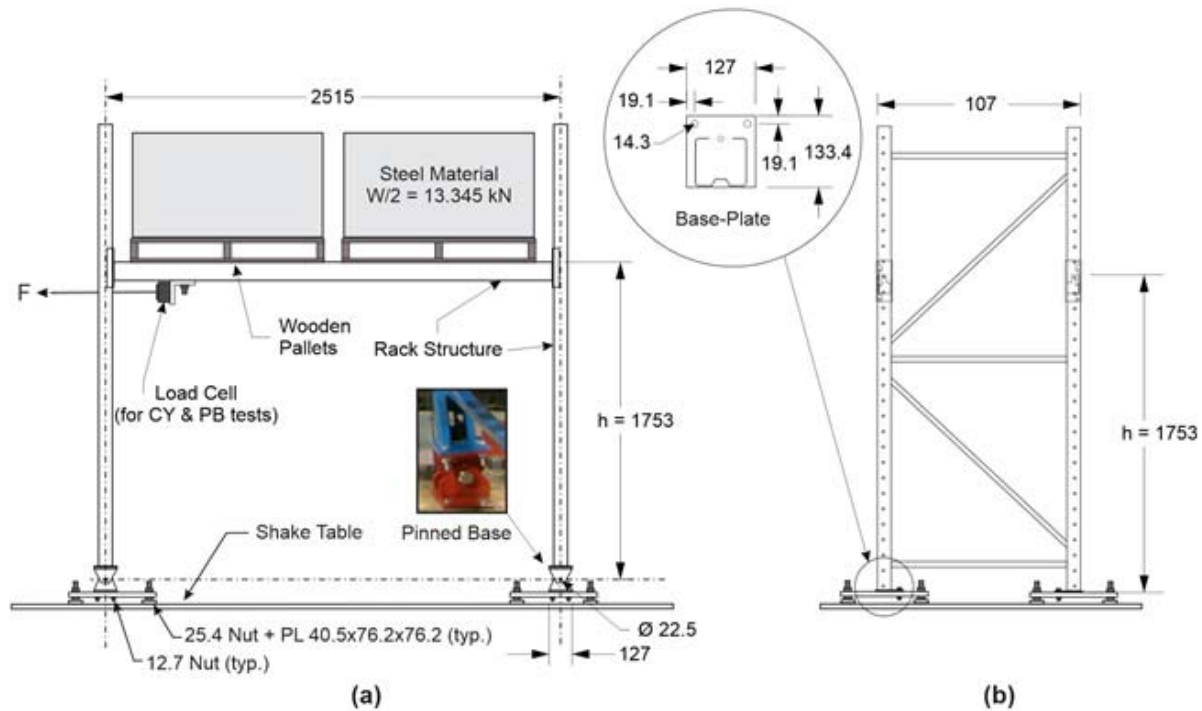 2515
Steel Material
W/2 = 13.345 kN
F
Wooden
Pallets
Rack Structure
Load Cell
(for CY & PB tests)
h = 1753
Pinned Base
Shake Table
25.4 Nut + PL 40.5x76.2x76.2 (typ.)
12.7 Nut (typ.)
Ø 22.5
127
(a)
127
19.1
14.3
19.1
133.4
Base-Plate
107
h = 1753
(b)